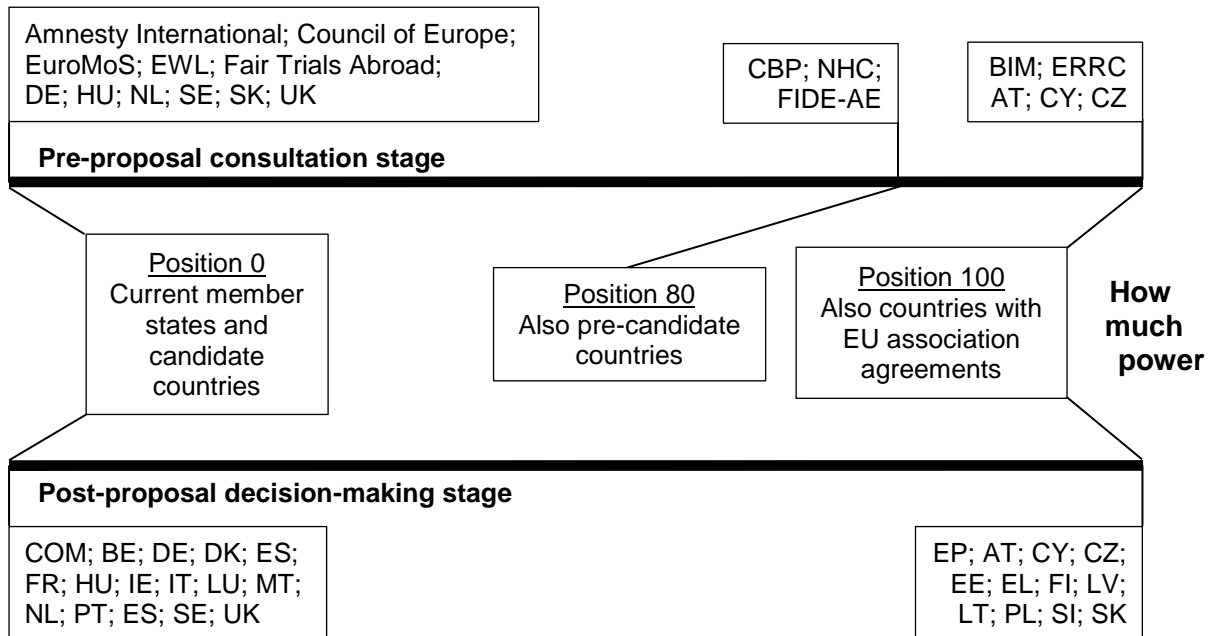 Amnesty International; Council of Europe;
EuroMoS; EWL; Fair Trials Abroad;
DE; HU; NL; SE; SK; UK
CBP; NHC;
FIDE-AE
BIM; ERRC
AT; CY; CZ
Pre-proposal consultation stage
Position 0
Current member
states and
candidate
countries
Position 80
Also pre-candidate
countries
Position 100
Also countries with
EU association
agreements
How
much
power
Post-proposal decision-making stage
COM; BE; DE; DK; ES;
FR; HU; IE; IT; LU; MT;
NL; PT; ES; SE; UK
EP; AT; CY; CZ;
EE; EL; FI; LV;
LT; PL; SI; SK